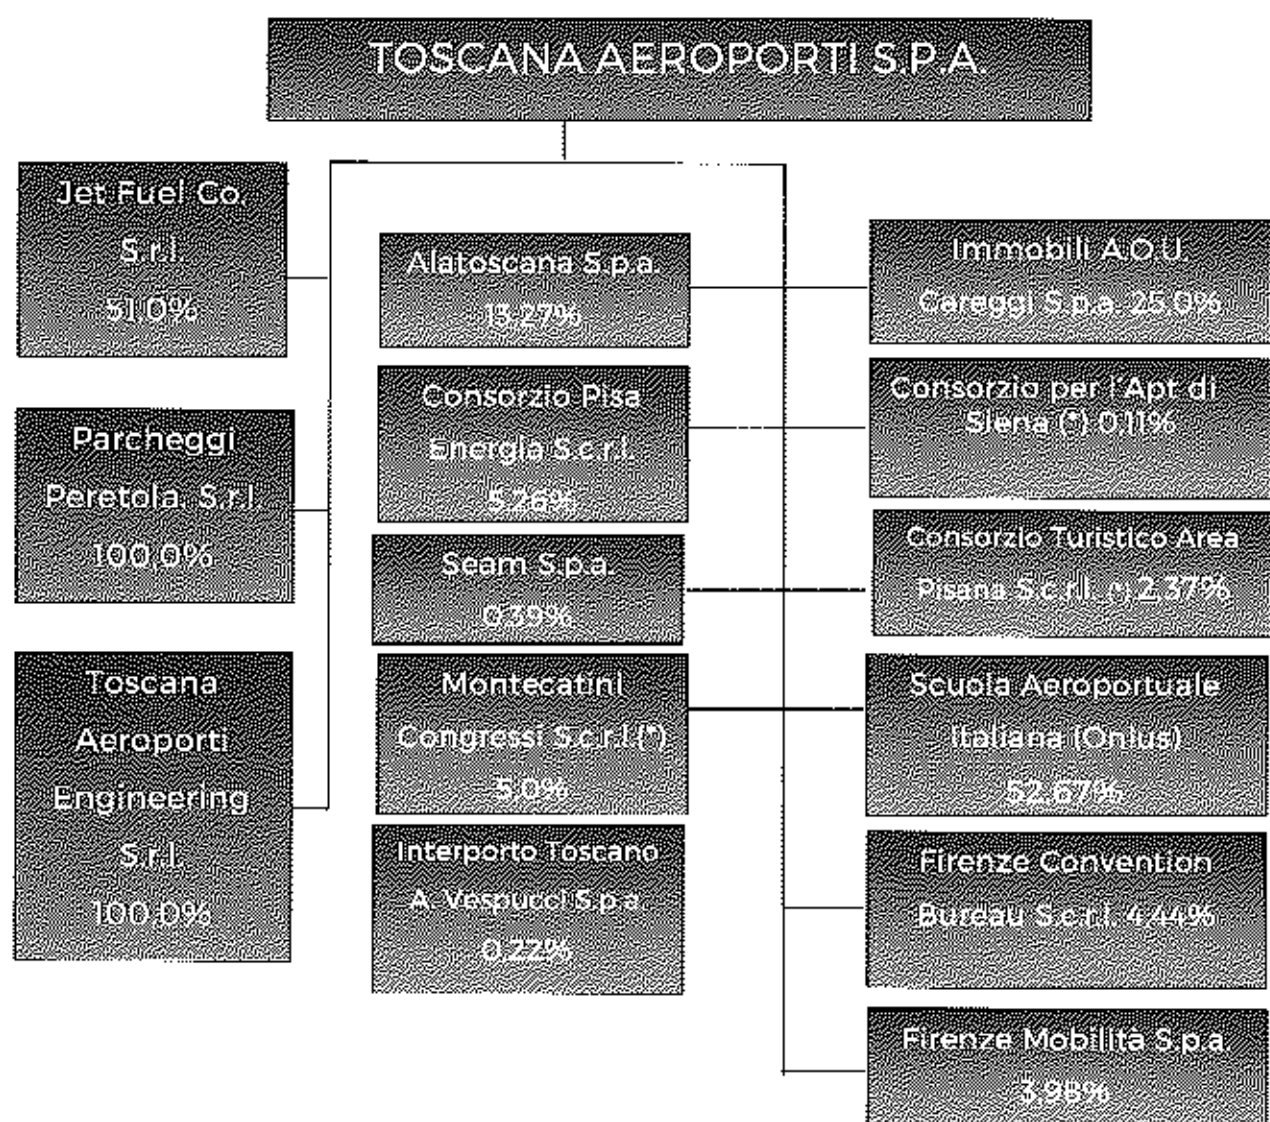 TOSCANA AEROPORTI S.P.A.
Jet Fuel Co.
S.r.l.
51.0%
Parcheggi
Peretola. S.r.l.
100.0%
Toscana
Aeroporti
Engineering
S.r.l.
100.0%
Alatoscana S.p.a.
13.27%
Consorzio Pisa
Energia S.c.r.l.
5.26%
Seam S.p.a.
0.39%
Montecatini
Congressi S.c.r.l.(*)
5.0%
Interporto Toscano
A. Vespucci S.p.a.
0.22%
Immobili A.O.U.
Careggi S.p.a. 25.0%
Consorzio per l'Apt di
Siena (*) 0.11%
Consorzio Turistico Area
Pisana S.c.r.l. (*) 2.37%
Scuola Aeroportuale
Italiana (Onlus)
52.67%
Firenze Convention
Bureau S.c.r.l. 4.44%
Firenze Mobilità S.p.a
3.98%